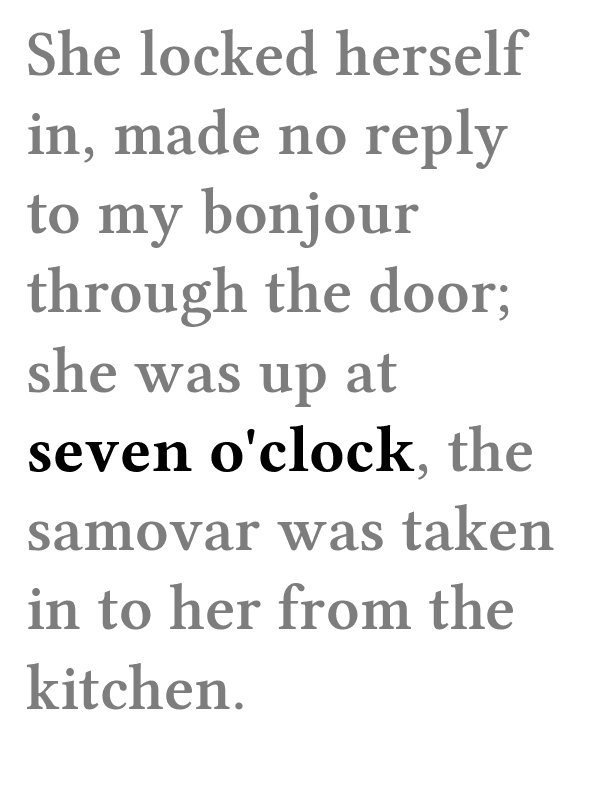 She locked herself
in, made no reply
to my bonjour
through the door;
she was up at
seven o'clock, the
samovar was taken
in to her from the
kitchen.